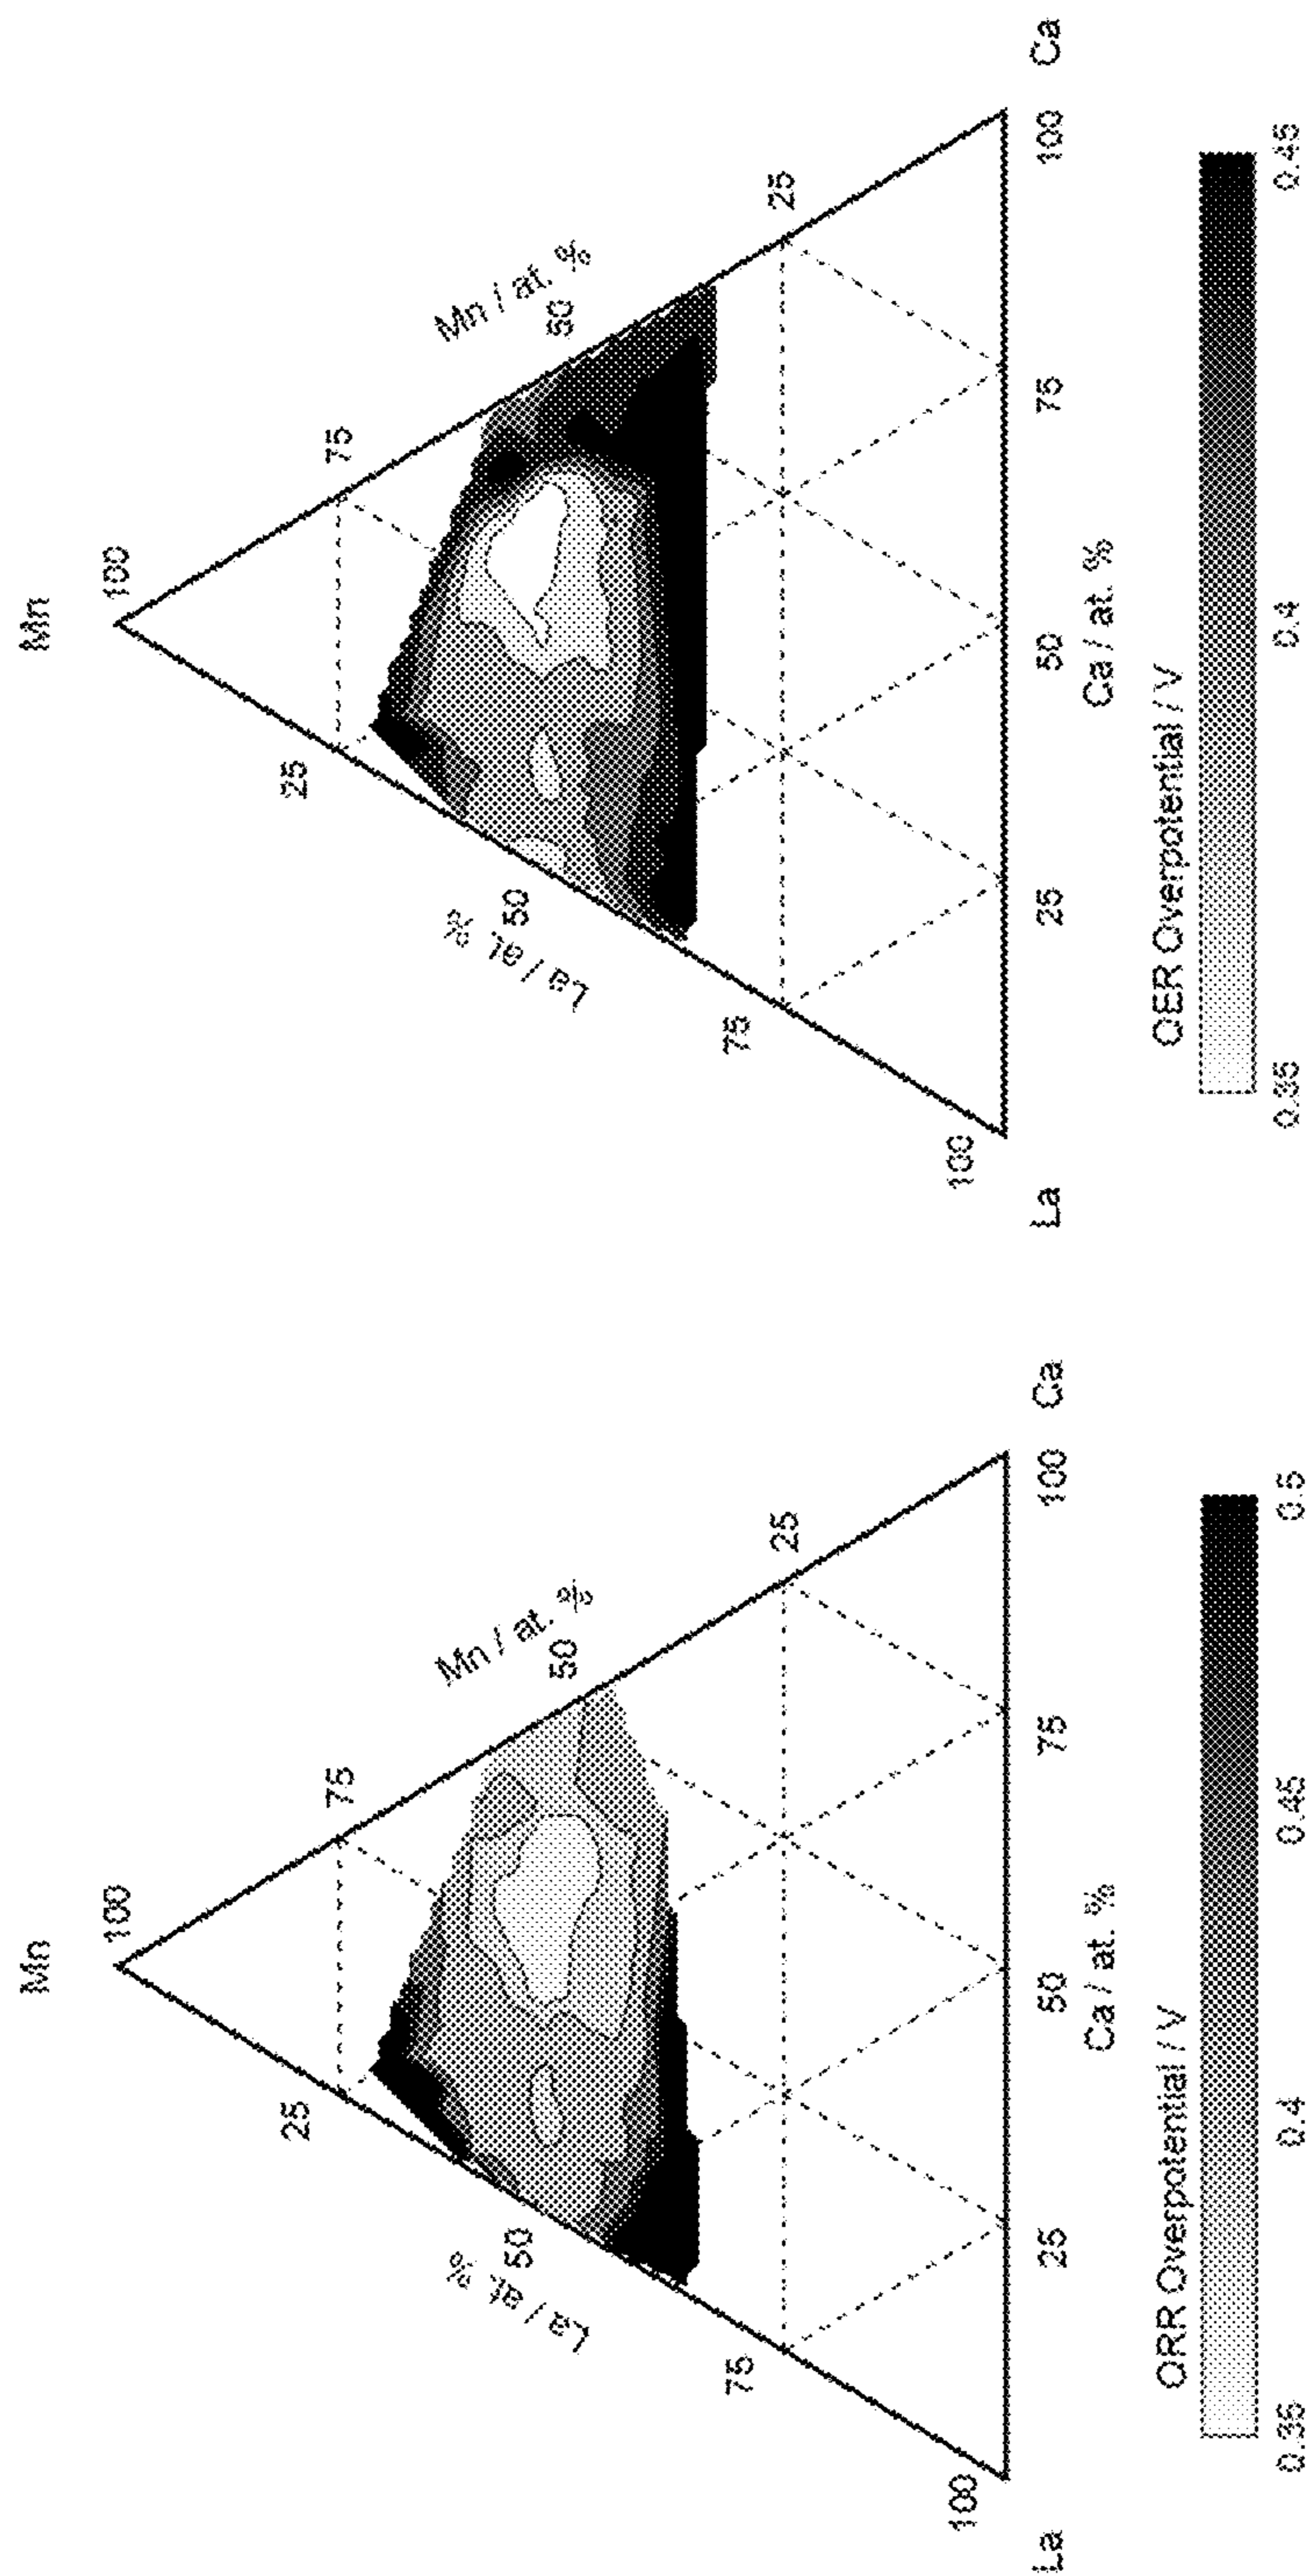 Mn
100
75
25
Mn / at. %
50
La / at. %
50
75
25
100
25
50
75
100
La
Ca / at. %
Ca
ORR Overpotential / V
0.35
0.4
0.45
0.5
Mn
100
75
25
Mn / at. %
50
La / at. %
50
75
25
100
25
50
75
100
La
Ca / at. %
Ca
OER Overpotential / V
0.35
0.4
0.45